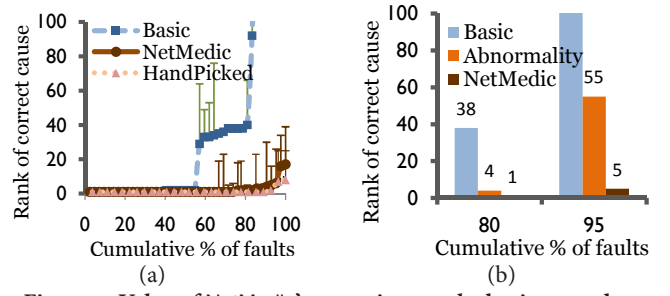 Rank of correct cause
100
80
60
40
20
0
Basic
NetMedic
HandPicked
0 20 40 60 80 100
Cumulative % of faults
(a)
Rank of correct cause
100
80
60
40
20
0
Basic
Abnormality
NetMedic
38
4
1
55
5
80 95
Cumulative % of faults
(b)